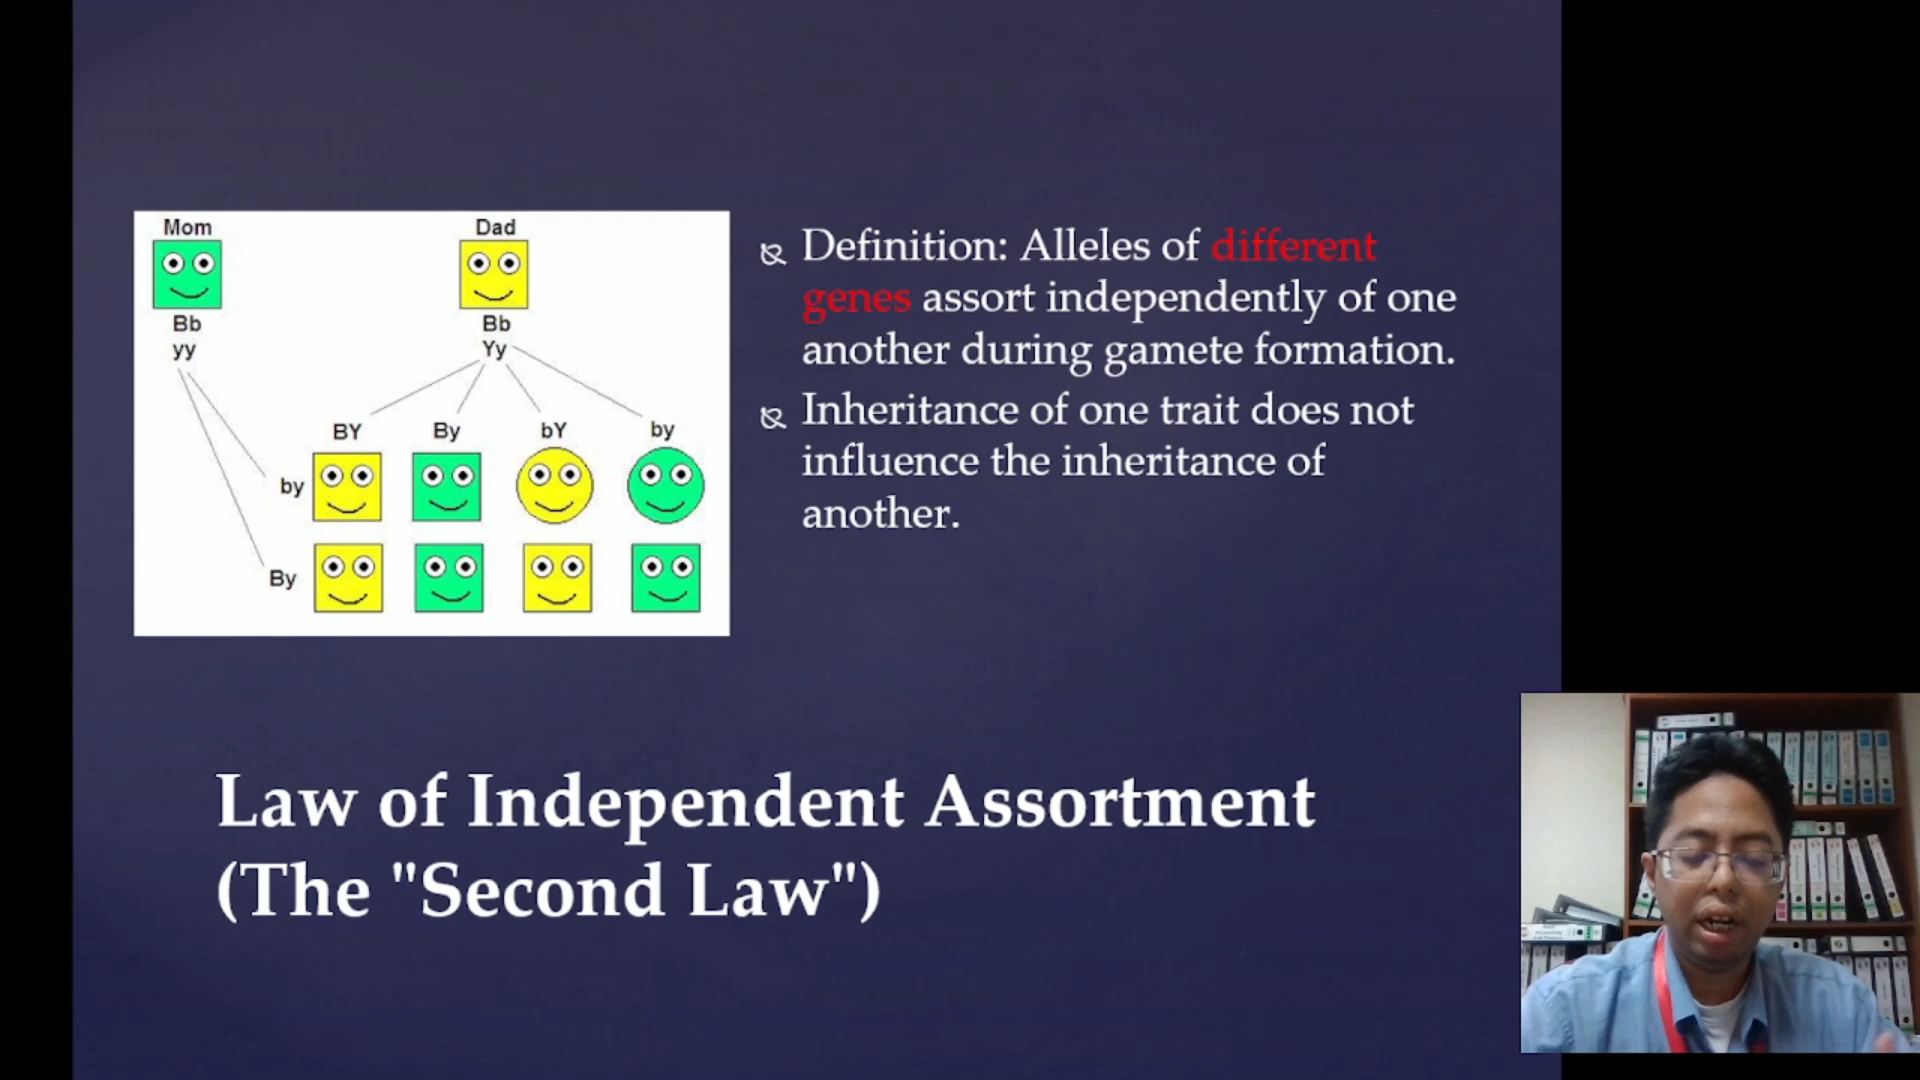 Mom Dad
Bb Bb
yy Yy
BY By bY by
by
By
Definition: Alleles of different
genes assort independently of one
another during gamete formation.
Inheritance of one trait does not
influence the inheritance of
another.
Law of Independent Assortment
(The "Second Law")